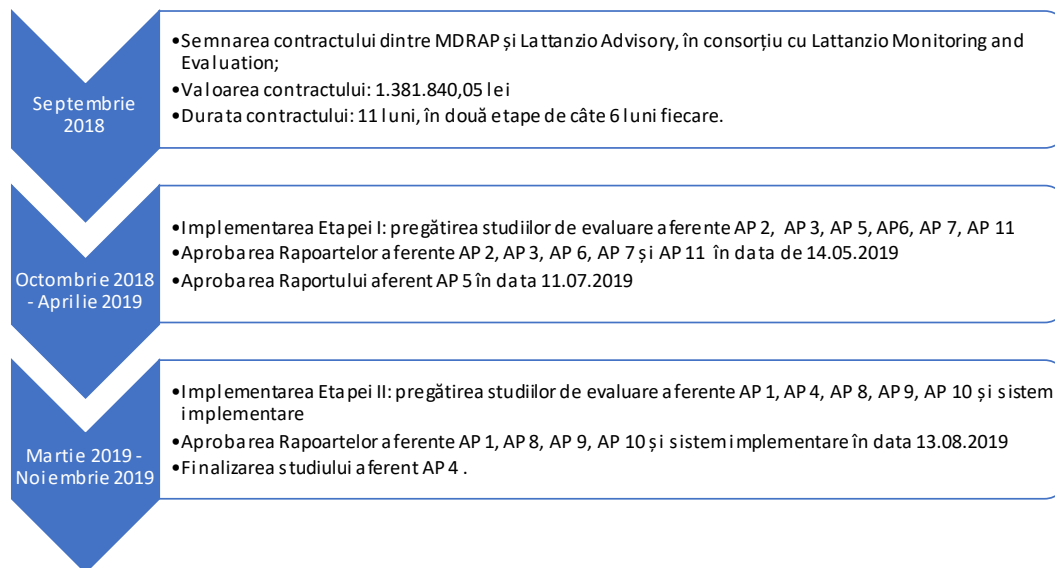 Septembrie
2018
•Semnarea contractului dintre MDRAP și Lattanzio Advisory, în consorțiu cu Lattanzio Monitoring and
Evaluation;
•Valoarea contractului: 1.381.840,05 lei
•Durata contractului: 11 luni, în două etape de câte 6 luni fiecare.
Octombrie 2018
- Aprilie 2019
•Implementarea Etapei I: pregătirea studiilor de evaluare aferente AP 2, AP 3, AP 5, AP6, AP 7, AP 11
•Aprobarea Rapoartelor aferente AP 2, AP 3, AP 6, AP 7 și AP 11 în data de 14.05.2019
•Aprobarea Raportului aferent AP 5 în data 11.07.2019
Martie 2019 -
Noiembrie 2019
•Implementarea Etapei II: pregătirea studiilor de evaluare aferente AP 1, AP 4, AP 8, AP 9, AP 10 și sistem
implementare
•Aprobarea Rapoartelor aferente AP 1, AP 8, AP 9, AP 10 și sistem implementare în data 13.08.2019
•Finalizarea studiului aferent AP 4 .